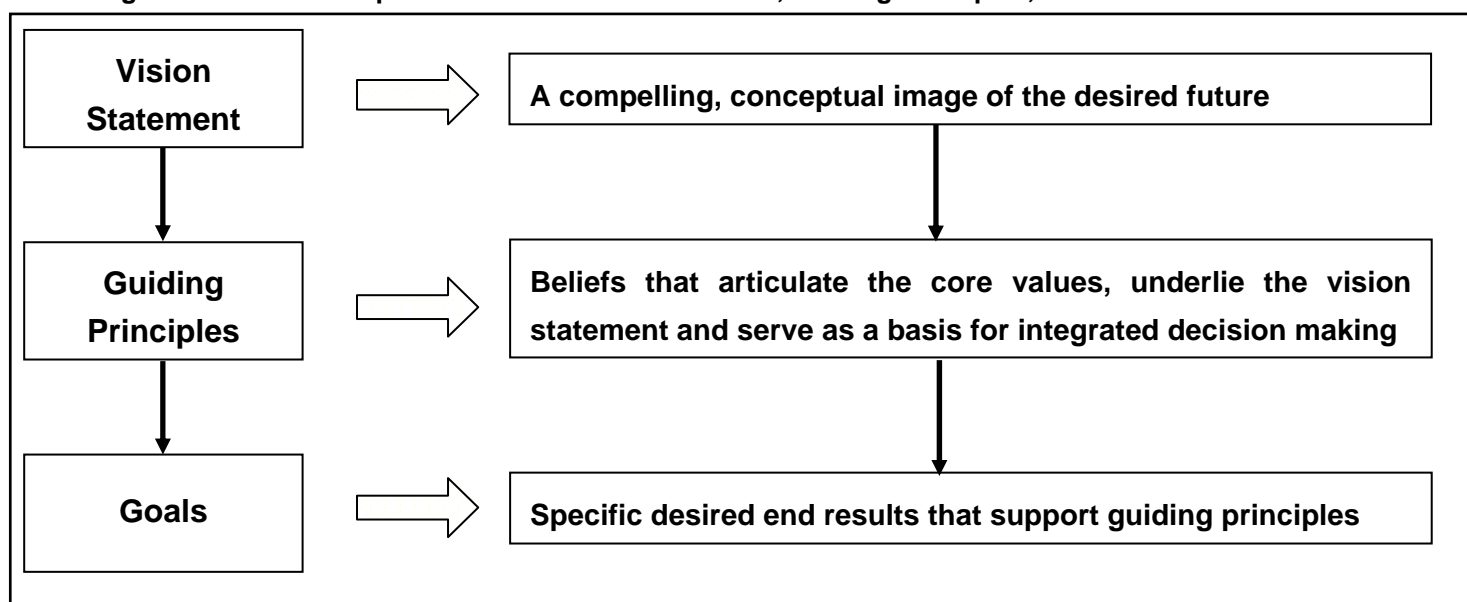 Vision
Statement
A compelling, conceptual image of the desired future
Guiding
Principles
Beliefs that articulate the core values, underlie the vision
statement and serve as a basis for integrated decision making
Goals
Specific desired end results that support guiding principles